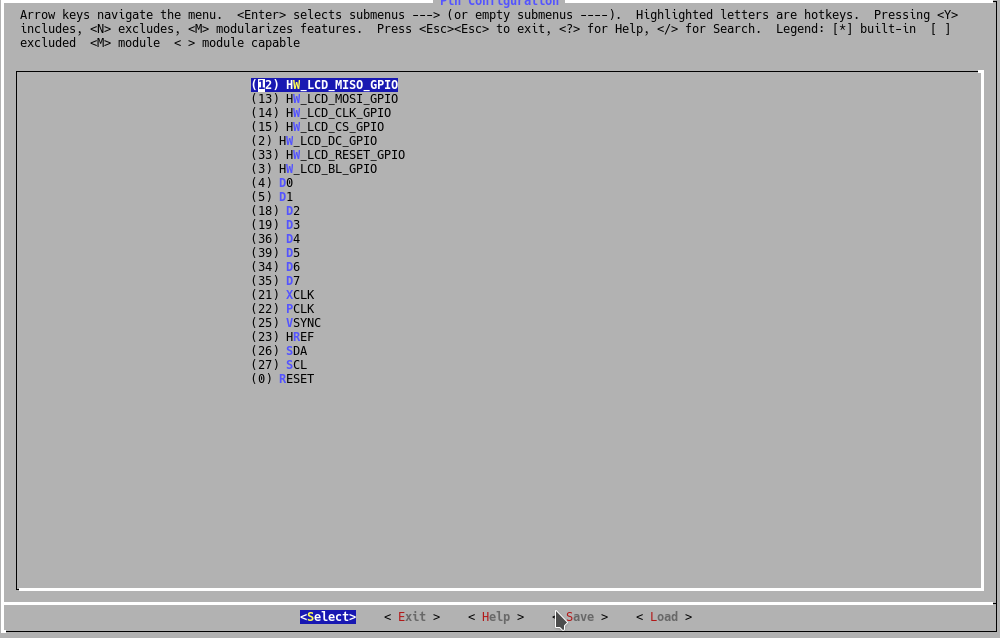 Pin Configuration
Arrow keys navigate the menu.  <Enter> selects submenus ---> (or empty submenus ----).  Highlighted letters are hotkeys.  Pressing <Y>
includes, <N> excludes, <M> modularizes features.  Press <Esc><Esc> to exit, <?> for Help, </> for Search.  Legend: [*] built-in  [ ]
excluded  <M> module  < > module capable
(12) HW_LCD_MISO_GPIO
(13) HW_LCD_MOSI_GPIO
(14) HW_LCD_CLK_GPIO
(15) HW_LCD_CS_GPIO
(2) HW_LCD_DC_GPIO
(33) HW_LCD_RESET_GPIO
(3) HW_LCD_BL_GPIO
(4) D0
(5) D1
(18) D2
(19) D3
(36) D4
(39) D5
(34) D6
(35) D7
(21) XCLK
(22) PCLK
(25) VSYNC
(23) HREF
(26) SDA
(27) SCL
(0) RESET
<Select>    < Exit >    < Help >    < Save >    < Load >